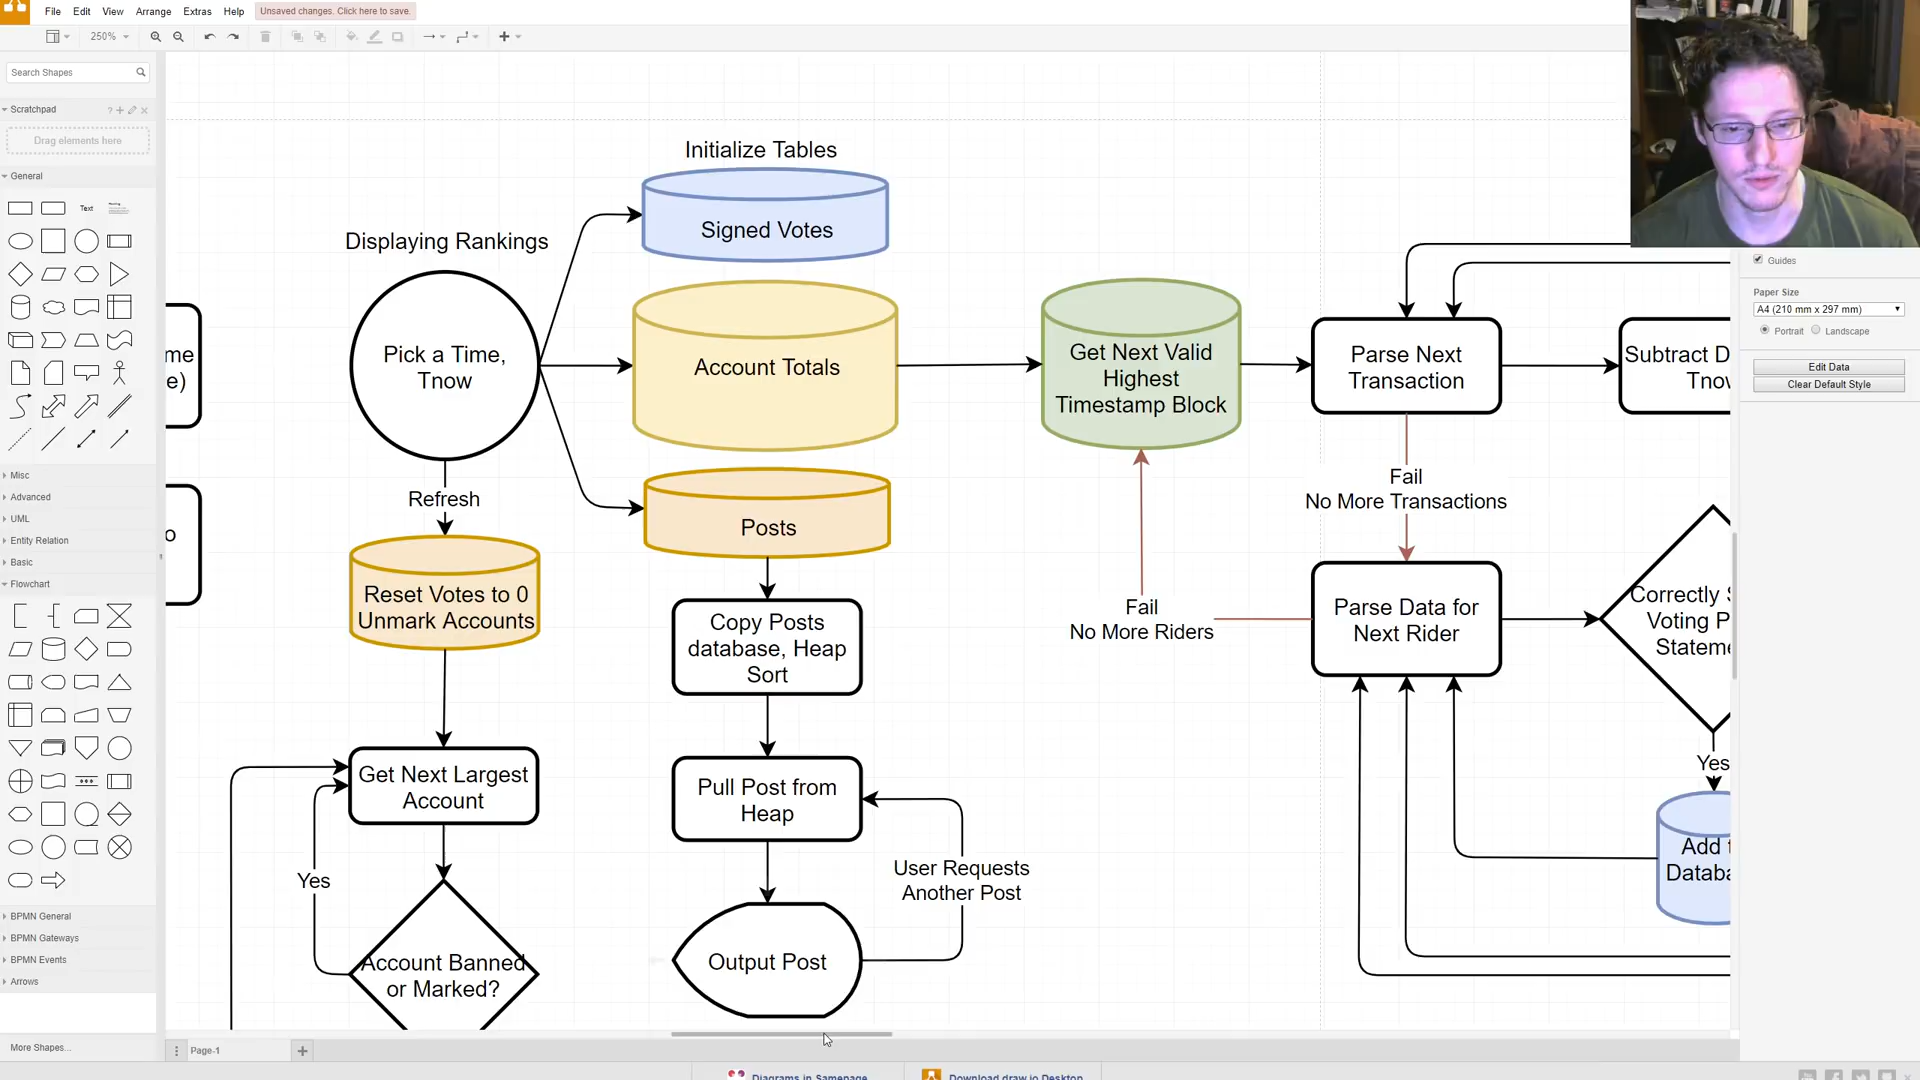 File Edit View Arrange Extras Help Unsaved changes. Click here to save.
250%
Search Shapes
Scratchpad
Drag elements here
General
Text
Misc
Advanced
UML
Entity Relation
Basic
Flowchart
BPMN General
BPMN Gateways
BPMN Events
Arrows
More Shapes...
Page-1
Initialize Tables
Signed Votes
Displaying Rankings
Pick a Time,
Tnow
Account Totals
Posts
Refresh
Reset Votes to 0
Unmark Accounts
Get Next Largest
Account
Yes
Account Banned
or Marked?
Copy Posts
database, Heap
Sort
Pull Post from
Heap
User Requests
Another Post
Output Post
Get Next Valid
Highest
Timestamp Block
Fail
No More Riders
Parse Next
Transaction
Fail
No More Transactions
Parse Data for
Next Rider
Subtract D
Tnow
Correctly S
Voting P
Stateme
Yes
Add t
Databa
me
e)
o
Guides
Paper Size
A4 (210 mm x 297 mm)
Portrait Landscape
Edit Data
Clear Default Style
Diagrams in Samepage
Download draw.io Desktop